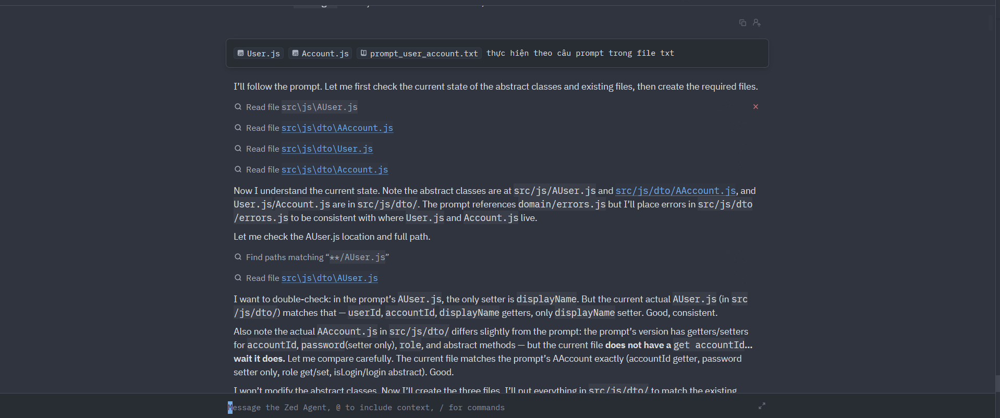 User.js Account.js prompt_user_account.txt thực hiện theo câu prompt trong file txt
I’ll follow the prompt. Let me first check the current state of the abstract classes and existing files, then create the required files.
Read file src\js\AUser.js
Read file src\js\dto\AAccount.js
Read file src\js\dto\User.js
Read file src\js\dto\Account.js
Now I understand the current state. Note the abstract classes are at src/js/AUser.js and src/js/dto/AAccount.js, and
User.js/Account.js are in src/js/dto/. The prompt references domain/errors.js but I’ll place errors in src/js/dto
/errors.js to be consistent with where User.js and Account.js live.
Let me check the AUser.js location and full path.
Find paths matching “**/AUser.js”
Read file src\js\dto\AUser.js
I want to double-check: in the prompt’s AUser.js, the only setter is displayName. But the current actual AUser.js (in src
/js/dto/) matches that — userId, accountId, displayName getters, only displayName setter. Good, consistent.
Also note the actual AAccount.js in src/js/dto/ differs slightly from the prompt: the prompt’s version has getters/setters
for accountId, password(setter only), role, and abstract methods — but the current file does not have a get accountId…
wait it does. Let me compare carefully. The current file matches the prompt’s AAccount exactly (accountId getter, password
setter only, role get/set, isLogin/login abstract). Good.
I won’t modify the abstract classes. Now I’ll create the three files. I’ll put everything in src/js/dto/ to match the existing
Message the Zed Agent, @ to include context, / for commands